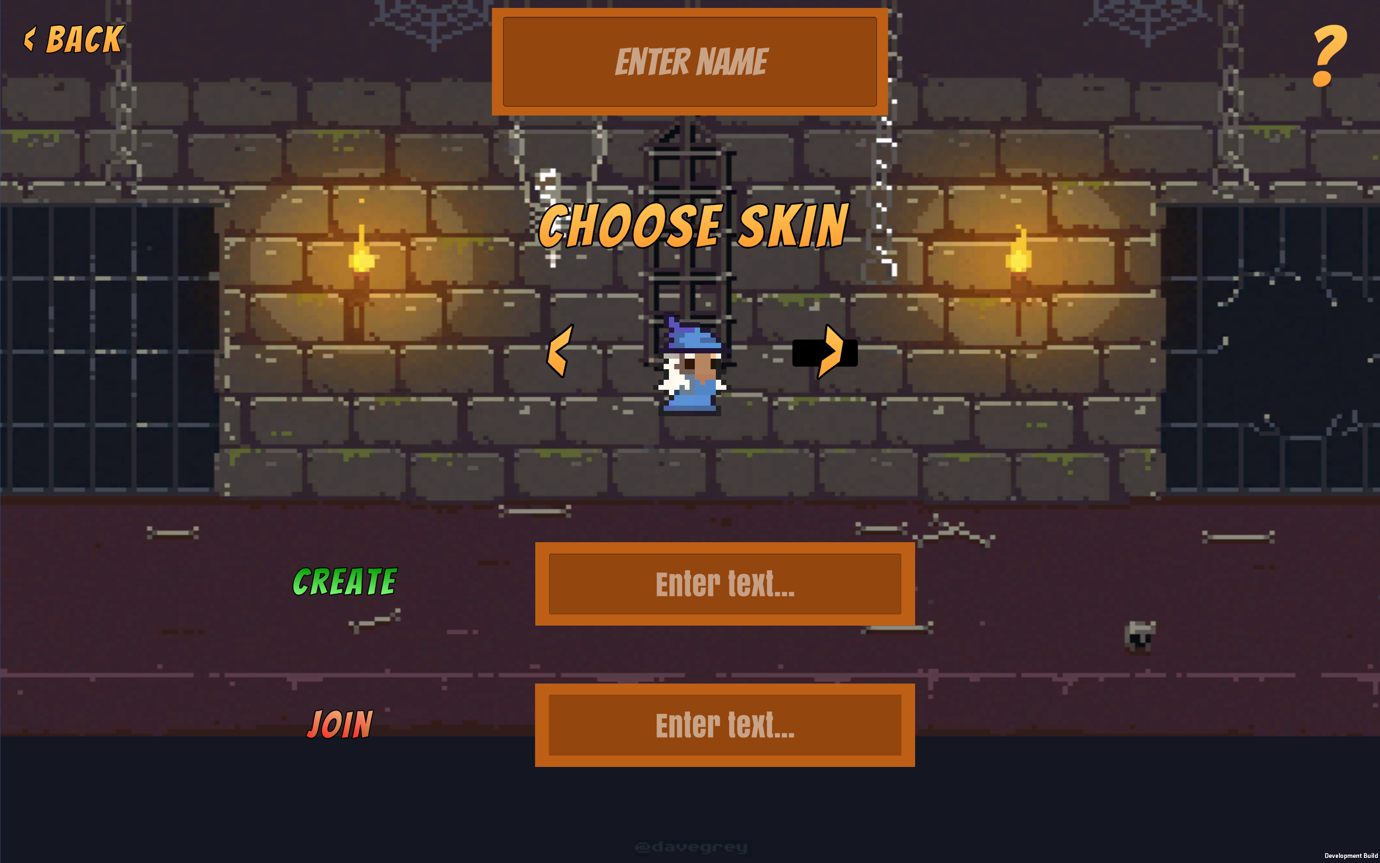 < BACK
ENTER NAME
?
CHOOSE SKIN
< >
CREATE
Enter text...
JOIN
Enter text...
@davegrey
Development Build